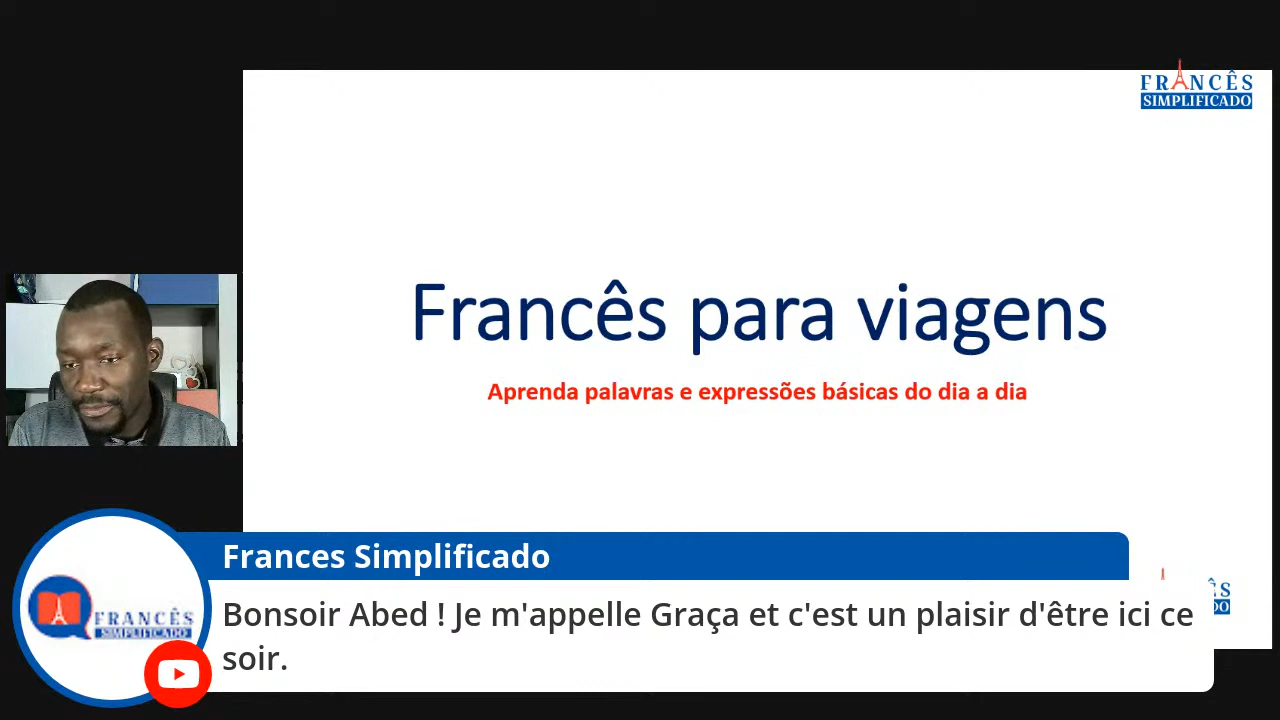 FRANCÊS
SIMPLIFICADO
Francês para viagens
Aprenda palavras e expressões básicas do dia a dia
Frances Simplificado
FRANCÊS
SIMPLIFICADO
Bonsoir Abed ! Je m'appelle Graça et c'est un plaisir d'être ici ce
soir.